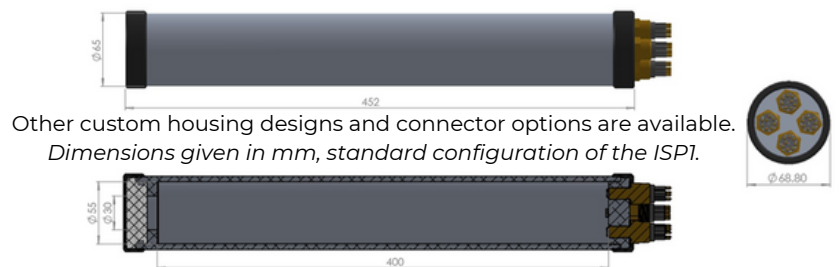 Ø65
452
Other custom housing designs and connector options are available.
Dimensions given in mm, standard configuration of the ISP1.
Ø68.80
Ø55
Ø30
400